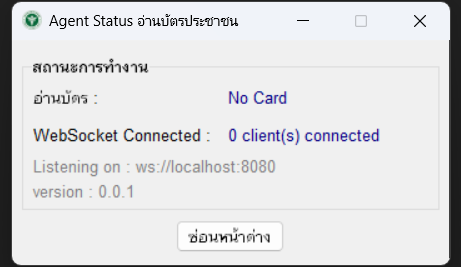 Agent Status อ่านบัตรประชาชน
สถานะการทำงาน
อ่านบัตร : No Card
WebSocket Connected : 0 client(s) connected
Listening on : ws://localhost:8080
version : 0.0.1
ซ่อนหน้าต่าง